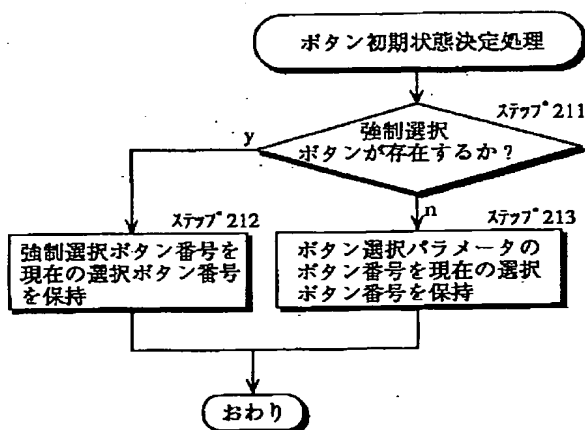 ボタン初期状態決定処理
ステップ211
強制選択
ボタンが存在するか?
y
n
ステップ212
強制選択ボタン番号を
現在の選択ボタン番号
を保持
ステップ213
ボタン選択パラメータの
ボタン番号を現在の選択
ボタン番号を保持
おわり